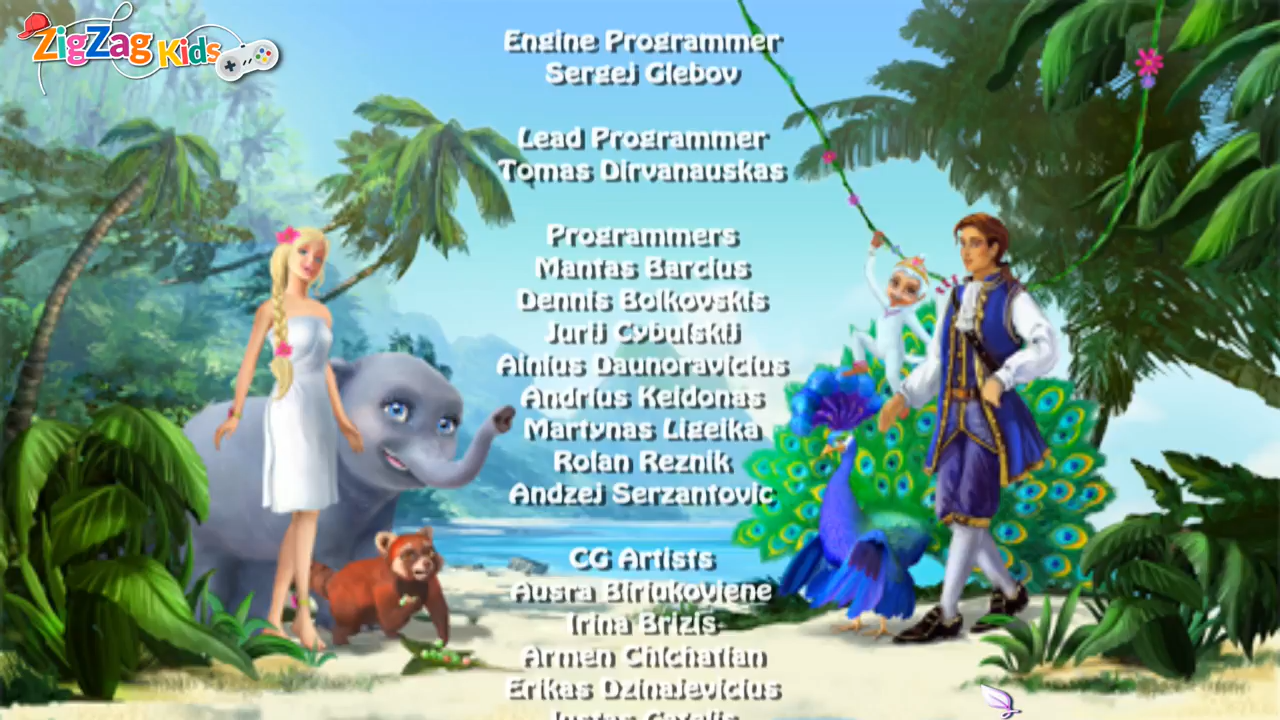 ZigZag Kids
Engine Programmer
Sergej Glebov
Lead Programmer
Tomas Dirvanauskas
Programmers
Mantas Barcius
Dennis Bolkovskis
Jurij Cybulskij
Ainius Daunoravicius
Andrius Keidonas
Martynas Ligeika
Rolan Reznik
Andzej Serzantovic
CG Artists
Ausra Biriukoviene
Irina Brizis
Armen Chichatian
Erikas Dzinajevicius